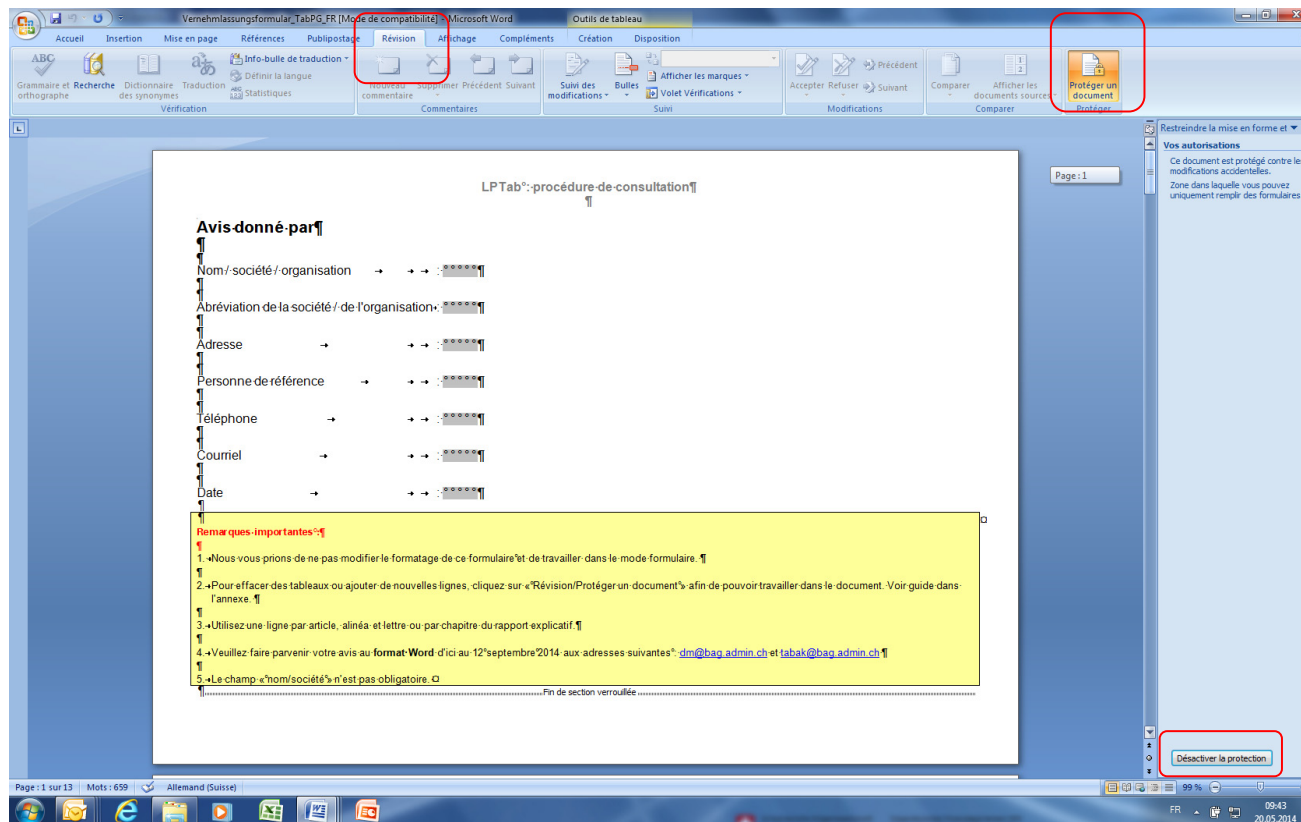 Vernehmlassungsformular_TabPG_FR [Mode de compatibilité] - Microsoft Word Outils de tableau
Accueil Insertion Mise en page Références Publipostage Révision Affichage Compléments Création Disposition
ABC
Grammaire et orthographe
Recherche
Dictionnaire des synonymes
Traduction
Info-bulle de traduction
Définir la langue
ABC 123 Statistiques
Vérification
Nouveau commentaire
Supprimer
Précédent
Suivant
Commentaires
Suivi des modifications
Bulles
Afficher les marques
Volet Vérifications
Suivi
Accepter
Refuser
Précédent
Suivant
Modifications
Comparer
Afficher les documents sources
Comparer
Protéger un document
Protéger
L
Page : 1
LPTab°:·procédure·de·consultation¶
¶
Avis·donné·par¶
¶
¶
Nom·/·société·/·organisation → → → :·°°°°°¶
¶
¶
Abréviation·de·la·société·/·de·l'organisation→:·°°°°°¶
¶
¶
Adresse → → → :·°°°°°¶
¶
¶
Personne·de·référence → → → :·°°°°°¶
¶
¶
Téléphone → → → :·°°°°°¶
¶
¶
Courriel → → → :·°°°°°¶
¶
¶
Date → → → :·°°°°°¶
¶
¶
Remarques·importantes°:¶
¶
1.→Nous·vous·prions·de·ne·pas·modifier·le·formatage·de·ce·formulaire°et·de·travailler·dans·le·mode·formulaire.·¶
¶
2.→Pour·effacer·des·tableaux·ou·ajouter·de·nouvelles·lignes,·cliquez·sur·«°Révision/Protéger·un·document°»·afin·de·pouvoir·travailler·dans·le·document.·Voir·guide·dans·
l'annexe.·¶
¶
3.→Utilisez·une·ligne·par·article,·alinéa·et·lettre·ou·par·chapitre·du·rapport·explicatif.¶
¶
4.→Veuillez·faire·parvenir·votre·avis·au·format·Word·d'ici·au·12°septembre°2014·aux·adresses·suivantes°:·dm@bag.admin.ch·et·tabak@bag.admin.ch·¶
¶
5.→Le·champ·«°nom/société°»·n'est·pas·obligatoire.·¤
¶ Fin de section verrouillée
¤
Restreindre la mise en forme et
Vos autorisations
Ce document est protégé contre le
modifications accidentelles.
Zone dans laquelle vous pouvez
uniquement remplir des formulaires
Désactiver la protection
Page : 1 sur 13 Mots : 659 Allemand (Suisse) 99 %
FR 09:43
20.05.2014